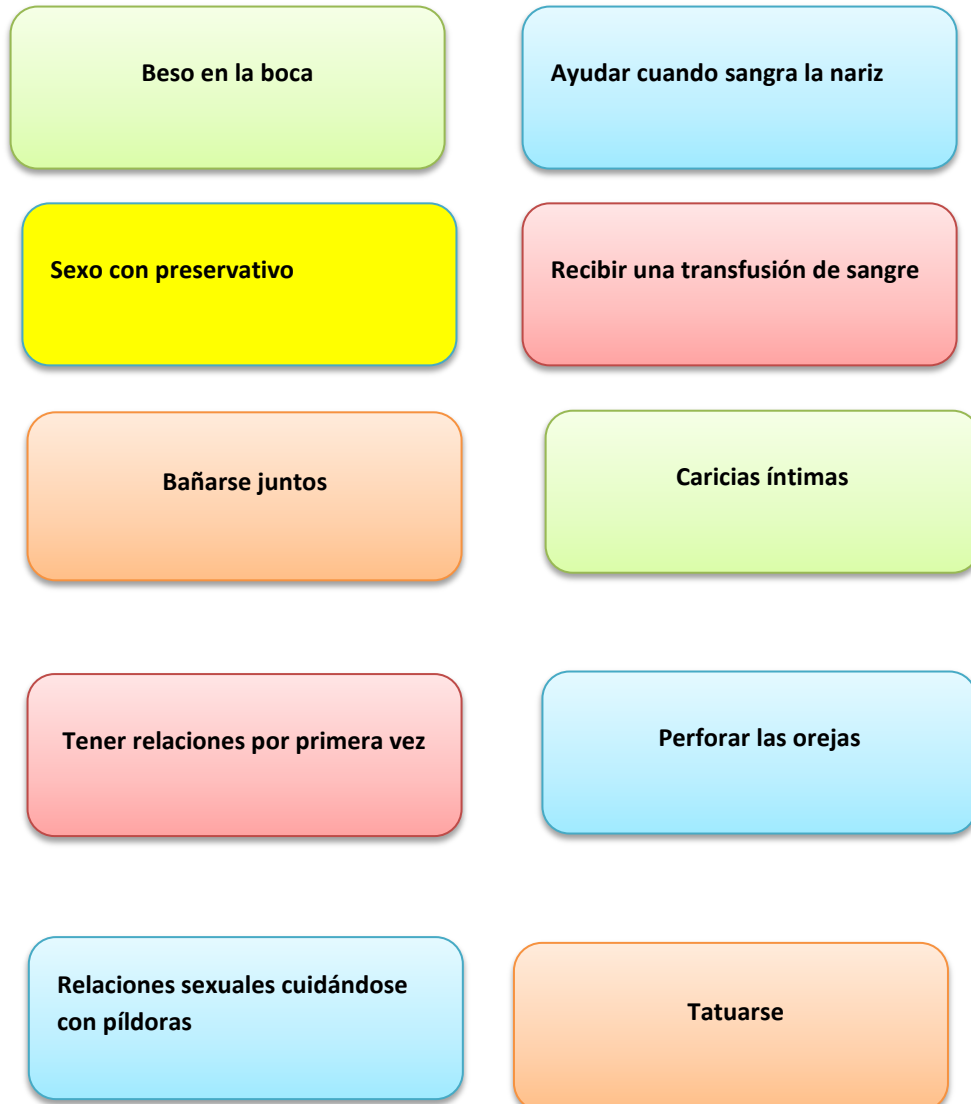 Beso en la boca
Ayudar cuando sangra la nariz
Sexo con preservativo
Recibir una transfusión de sangre
Bañarse juntos
Caricias íntimas
Tener relaciones por primera vez
Perforar las orejas
Relaciones sexuales cuidándose
con píldoras
Tatuarse